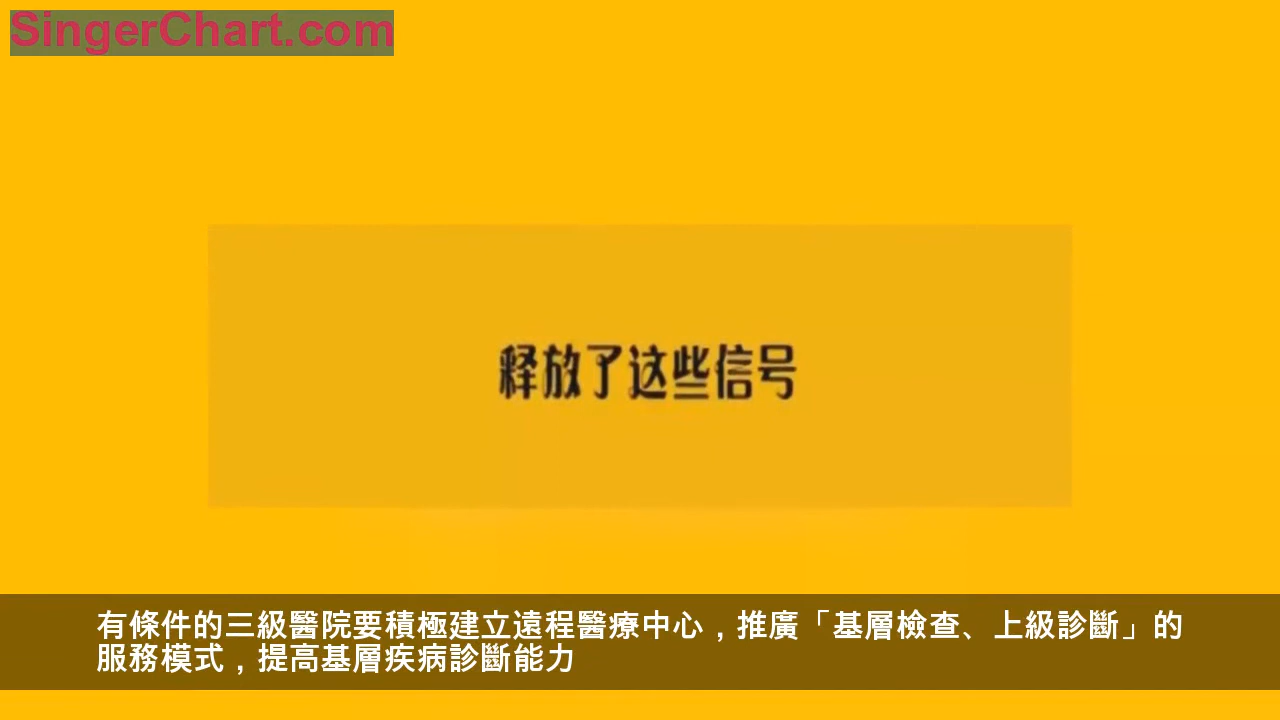 SingerChart.com
释放了这些信号
有條件的三級醫院要積極建立遠程醫療中心，推廣「基層檢查、上級診斷」的
服務模式，提高基層疾病診斷能力